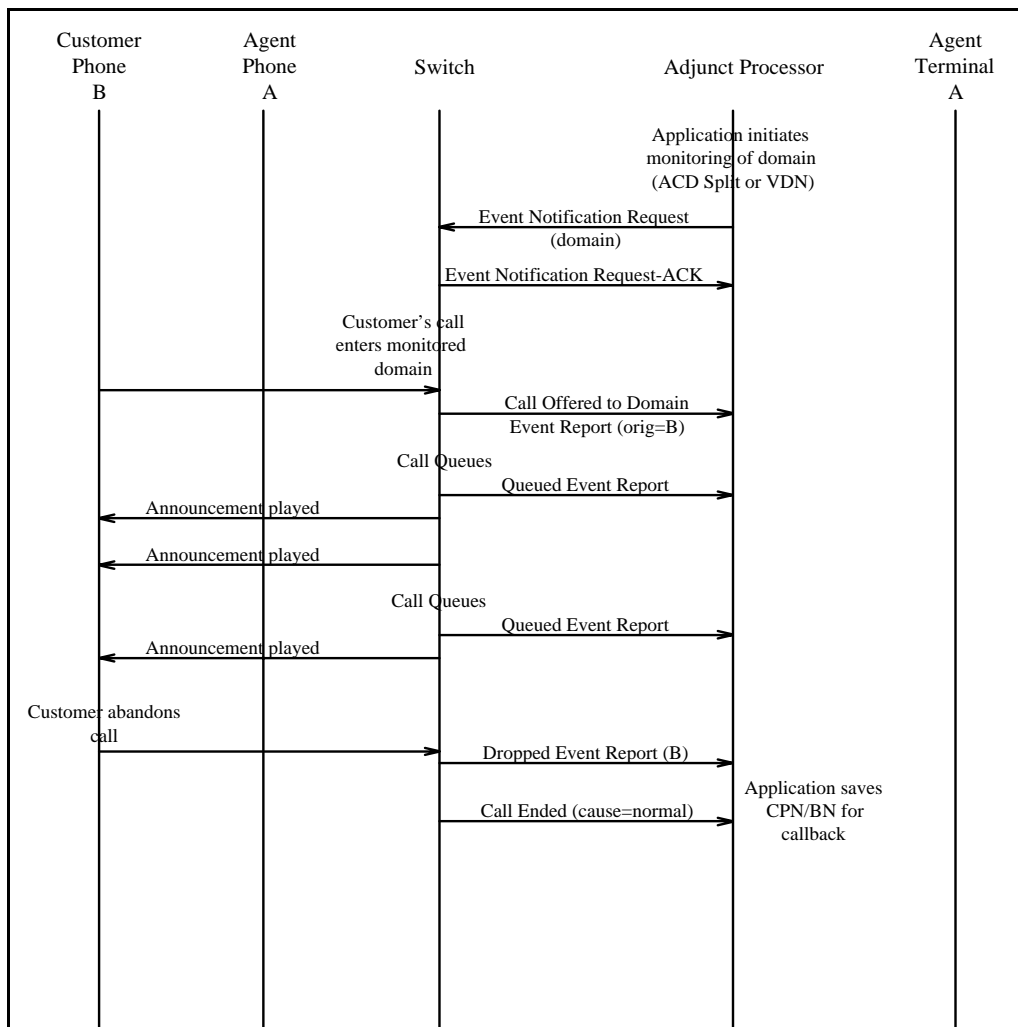 Customer
Phone
B
Agent
Phone
A
Switch
Adjunct Processor
Agent
Terminal
A
Application initiates
monitoring of domain
(ACD Split or VDN)
Event Notification Request
(domain)
Event Notification Request-ACK
Customer’s call
enters monitored
domain
Call Offered to Domain
Event Report (orig=B)
Call Queues
Queued Event Report
Announcement played
Announcement played
Call Queues
Queued Event Report
Announcement played
Customer abandons
call
Dropped Event Report (B)
Application saves
CPN/BN for
callback
Call Ended (cause=normal)